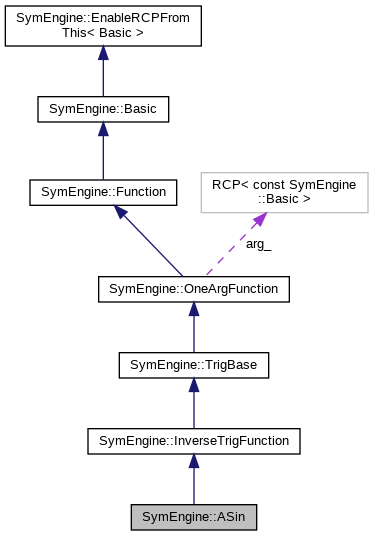 SymEngine::EnableRCPFrom
This< Basic >
SymEngine::Basic
SymEngine::Function
RCP< const SymEngine
::Basic >
arg_
SymEngine::OneArgFunction
SymEngine::TrigBase
SymEngine::InverseTrigFunction
SymEngine::ASin